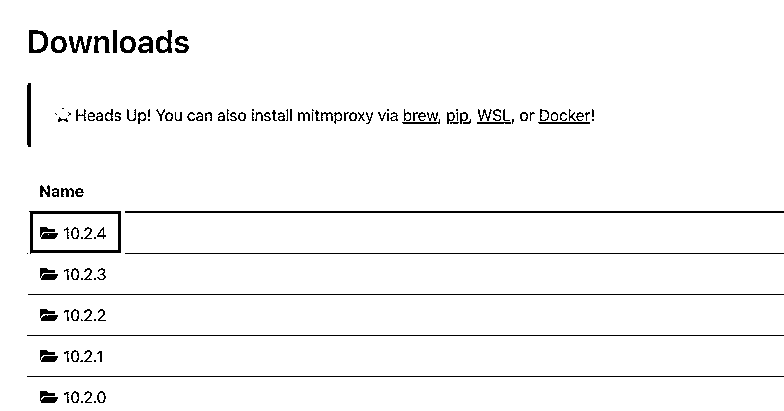 Downloads
Heads Up! You can also install mitmproxy via brew, pip, WSL, or Docker!
Name
10.2.4
10.2.3
10.2.2
10.2.1
10.2.0